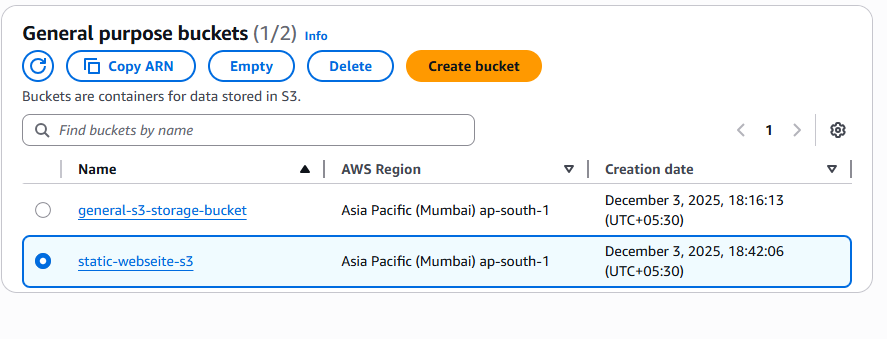 General purpose buckets (1/2) Info
Copy ARN Empty Delete Create bucket
Buckets are containers for data stored in S3.
Find buckets by name 1
Name AWS Region Creation date
general-s3-storage-bucket Asia Pacific (Mumbai) ap-south-1 December 3, 2025, 18:16:13
(UTC+05:30)
static-webseite-s3 Asia Pacific (Mumbai) ap-south-1 December 3, 2025, 18:42:06
(UTC+05:30)